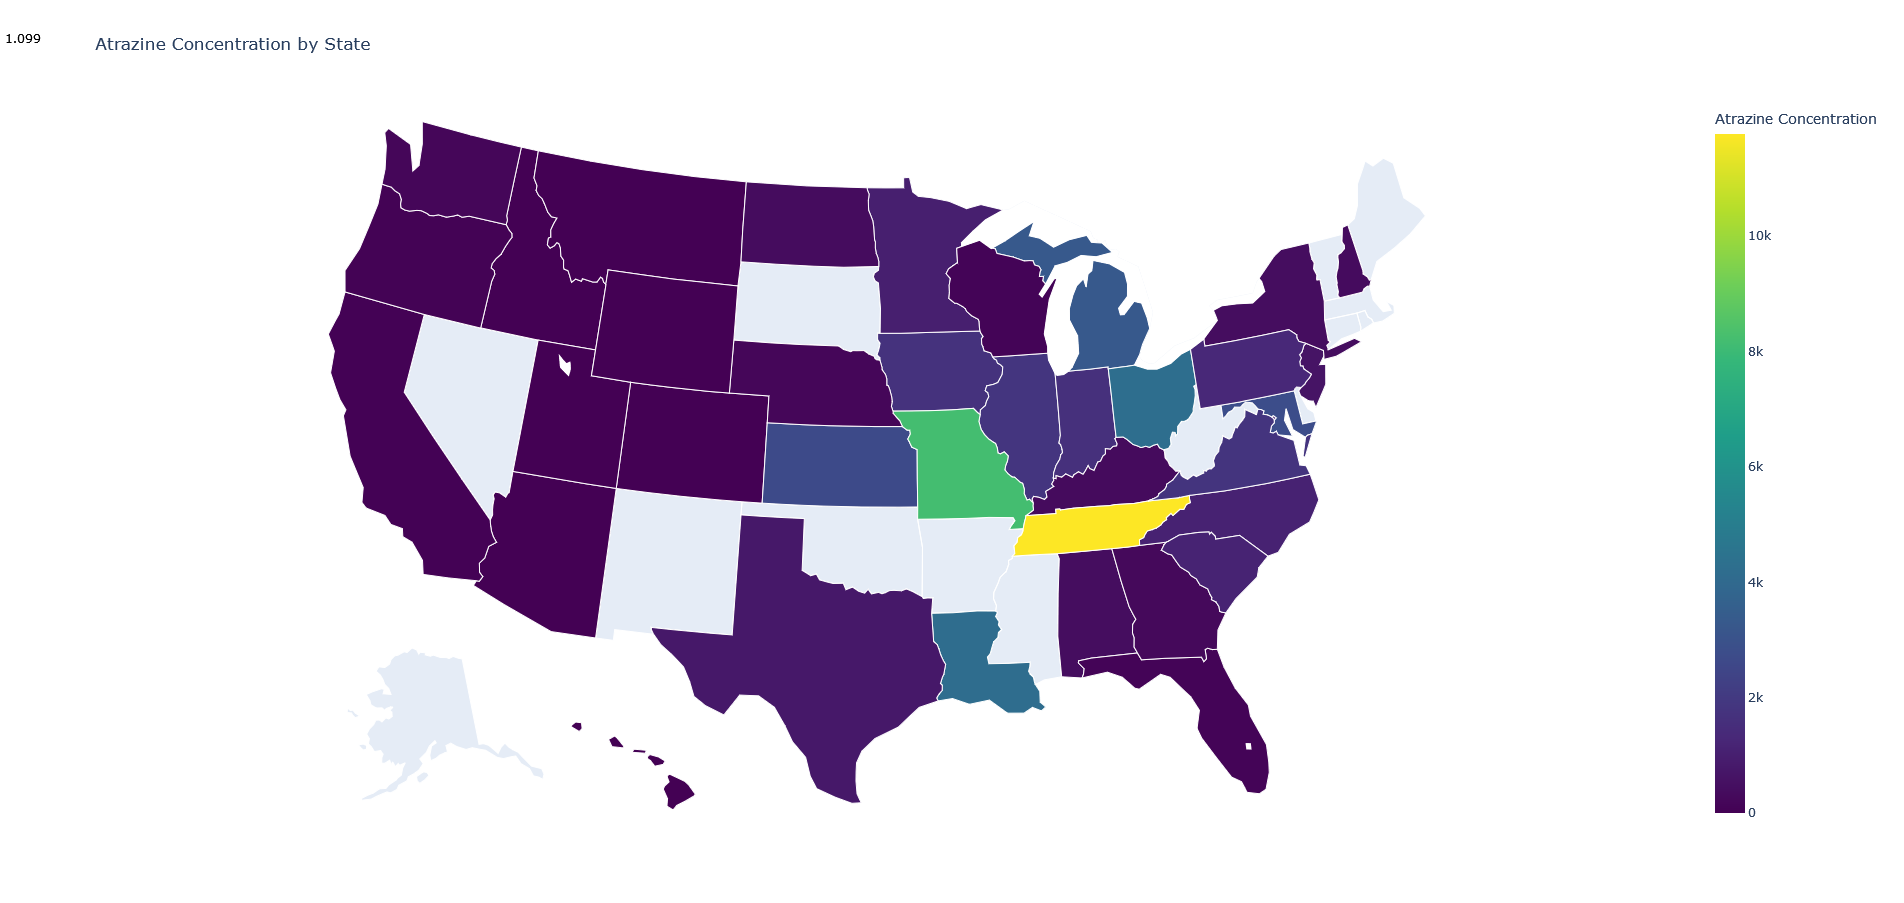 1.099
Atrazine Concentration by State
Atrazine Concentration
10k
8k
6k
4k
2k
0